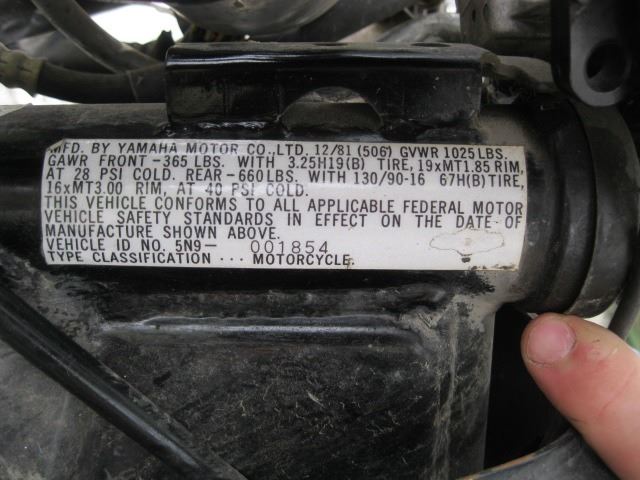 MFD. BY YAMAHA MOTOR CO.,LTD. 12/81 (506) GVWR 1025 LBS.
GAWR FRONT -365 LBS. WITH 3.25H19(B) TIRE, 19xMT1.85 RIM,
AT 28 PSI COLD. REAR -660 LBS. WITH 130/90-16 67H(B) TIRE,
16xMT3.00 RIM, AT 40 PSI COLD.
THIS VEHICLE CONFORMS TO ALL APPLICABLE FEDERAL MOTOR
VEHICLE SAFETY STANDARDS IN EFFECT ON THE DATE OF
MANUFACTURE SHOWN ABOVE.
VEHICLE ID NO. 5N9- 001854
TYPE CLASSIFICATION ... MOTORCYCLE.